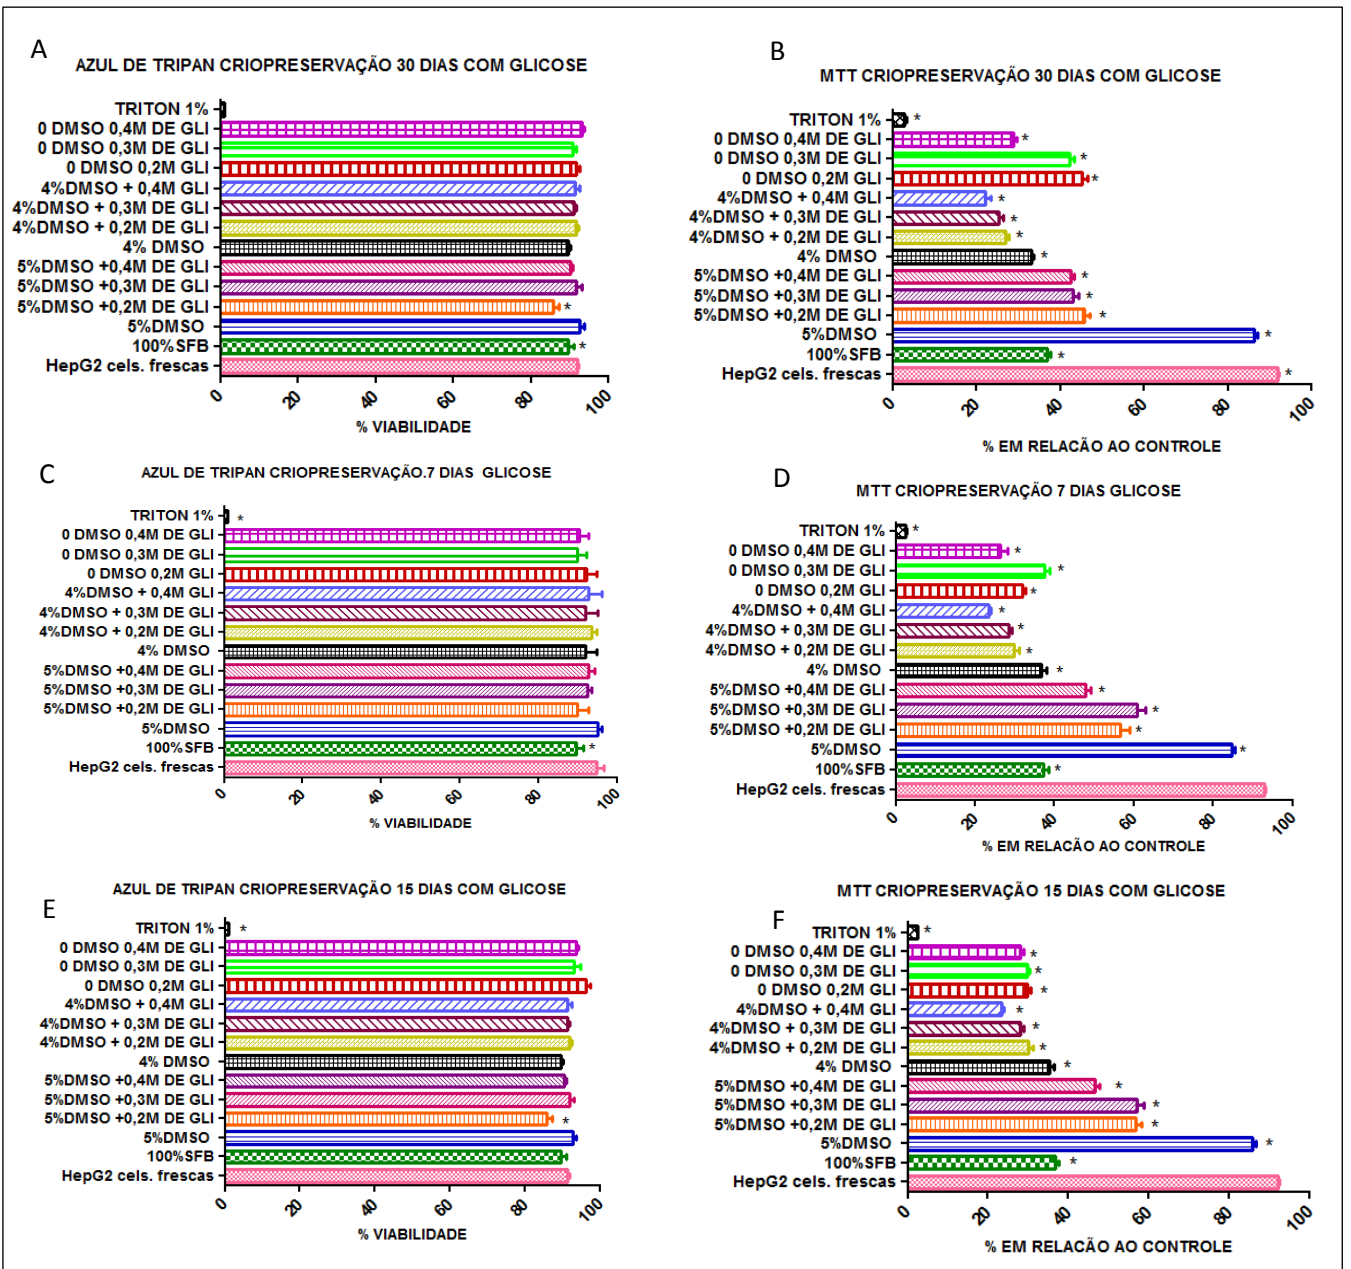 A
AZUL DE TRIPAN CRIOPRESERVAÇÃO 30 DIAS COM GLICOSE
TRITON 1%
0 DMSO 0,4M DE GLI
0 DMSO 0,3M DE GLI
0 DMSO 0,2M GLI
4%DMSO + 0,4M GLI
4%DMSO + 0,3M DE GLI
4%DMSO + 0,2M DE GLI
4% DMSO
5%DMSO +0,4M DE GLI
5%DMSO +0,3M DE GLI
5%DMSO +0,2M DE GLI *
5%DMSO
100%SFB *
HepG2 cels. frescas
0 20 40 60 80 100
% VIABILIDADE
B
MTT CRIOPRESERVAÇÃO 30 DIAS COM GLICOSE
TRITON 1% *
0 DMSO 0,4M DE GLI *
0 DMSO 0,3M DE GLI *
0 DMSO 0,2M GLI *
4%DMSO + 0,4M GLI *
4%DMSO + 0,3M DE GLI *
4%DMSO + 0,2M DE GLI *
4% DMSO *
5%DMSO +0,4M DE GLI *
5%DMSO +0,3M DE GLI *
5%DMSO +0,2M DE GLI *
5%DMSO *
100%SFB *
HepG2 cels. frescas *
0 20 40 60 80 100
% EM RELACÃO AO CONTROLE
C
AZUL DE TRIPAN CRIOPRESERVAÇÃO.7 DIAS GLICOSE
TRITON 1% *
0 DMSO 0,4M DE GLI
0 DMSO 0,3M DE GLI
0 DMSO 0,2M GLI
4%DMSO + 0,4M GLI
4%DMSO + 0,3M DE GLI
4%DMSO + 0,2M DE GLI
4% DMSO
5%DMSO +0,4M DE GLI
5%DMSO +0,3M DE GLI
5%DMSO +0,2M DE GLI
5%DMSO
100%SFB *
HepG2 cels. frescas
0 20 40 60 80 100
% VIABILIDADE
D
MTT CRIOPRESERVAÇÃO 7 DIAS GLICOSE
TRITON 1% *
0 DMSO 0,4M DE GLI *
0 DMSO 0,3M DE GLI *
0 DMSO 0,2M GLI *
4%DMSO + 0,4M GLI *
4%DMSO + 0,3M DE GLI *
4%DMSO + 0,2M DE GLI *
4% DMSO *
5%DMSO +0,4M DE GLI *
5%DMSO +0,3M DE GLI *
5%DMSO +0,2M DE GLI *
5%DMSO *
100%SFB *
HepG2 cels. frescas
0 20 40 60 80 100
% EM RELACÃO AO CONTROLE
E
AZUL DE TRIPAN CRIOPRESERVAÇÃO 15 DIAS COM GLICOSE
TRITON 1% *
0 DMSO 0,4M DE GLI
0 DMSO 0,3M DE GLI
0 DMSO 0,2M GLI
4%DMSO + 0,4M GLI
4%DMSO + 0,3M DE GLI
4%DMSO + 0,2M DE GLI
4% DMSO
5%DMSO +0,4M DE GLI
5%DMSO +0,3M DE GLI
5%DMSO +0,2M DE GLI *
5%DMSO
100%SFB
HepG2 cels. frescas
0 20 40 60 80 100
% VIABILIDADE
F
MTT CRIOPRESERVAÇÃO 15 DIAS COM GLICOSE
TRITON 1% *
0 DMSO 0,4M DE GLI *
0 DMSO 0,3M DE GLI *
0 DMSO 0,2M GLI *
4%DMSO + 0,4M GLI *
4%DMSO + 0,3M DE GLI *
4%DMSO + 0,2M DE GLI *
4% DMSO *
5%DMSO +0,4M DE GLI *
5%DMSO +0,3M DE GLI *
5%DMSO +0,2M DE GLI *
5%DMSO *
100%SFB *
HepG2 cels. frescas
0 20 40 60 80 100
% EM RELACÃO AO CONTROLE